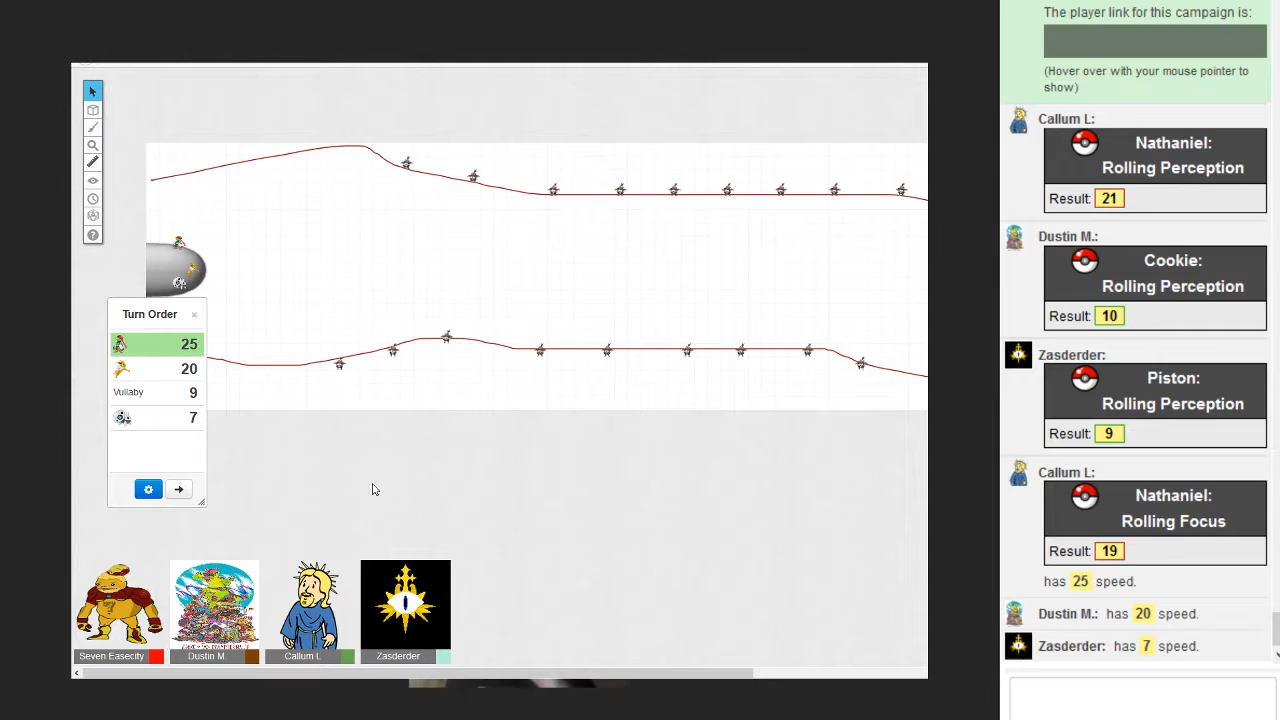 Turn Order
25
20
Vullaby 9
7
Seven Easecity
Dustin M.
Callum L
Zasderder
The player link for this campaign is:
(Hover over with your mouse pointer to
show)
Callum L:
Nathaniel:
Rolling Perception
Result: 21
Dustin M.:
Cookie:
Rolling Perception
Result: 10
Zasderder:
Piston:
Rolling Perception
Result: 9
Callum L:
Nathaniel:
Rolling Focus
Result: 19
has 25 speed.
Dustin M.: has 20 speed.
Zasderder: has 7 speed.